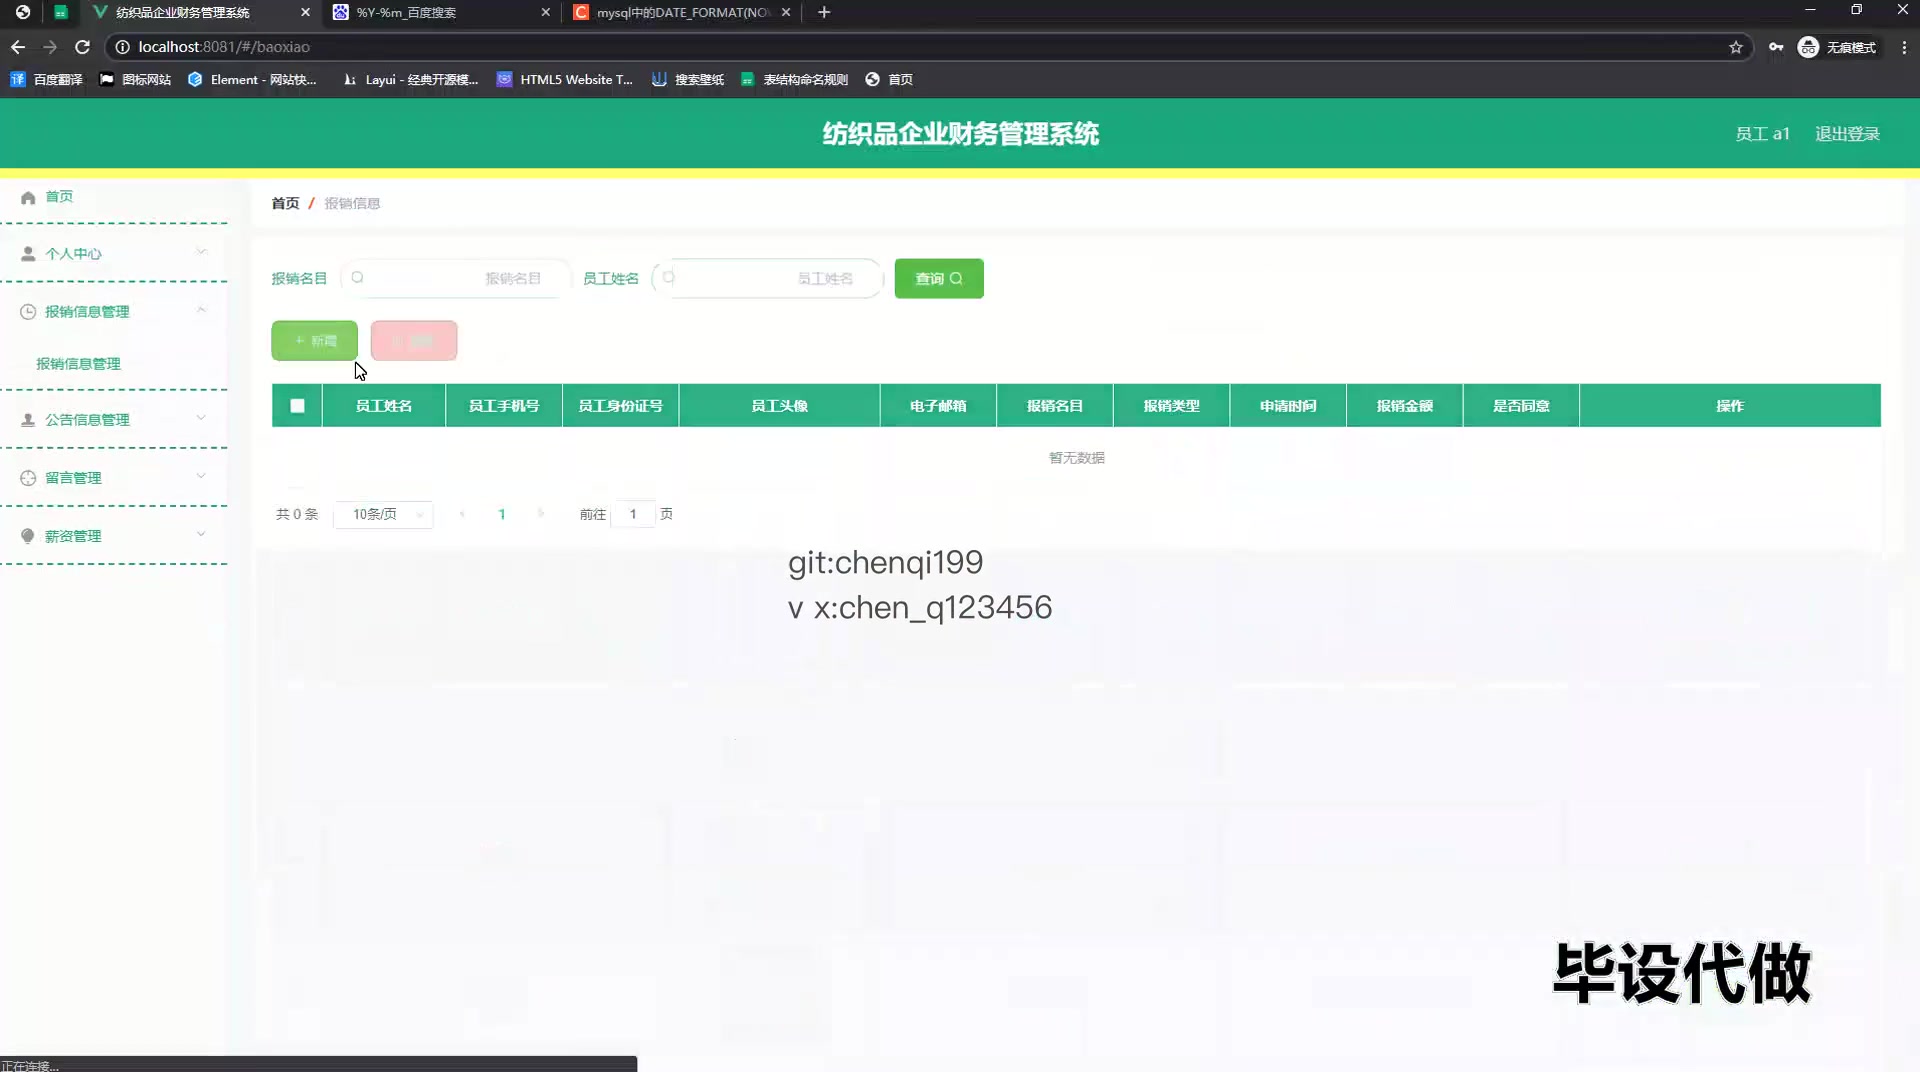 纺织品企业财务管理系统
%Y-%m_百度搜索
mysql中的DATE_FORMAT(NOV
localhost:8081/#/baoxiao
无痕模式
百度翻译
图标网站
Element - 网站快...
Layui - 经典开源模...
HTML5 Website T...
搜索壁纸
表结构命名规则
首页
纺织品企业财务管理系统
员工 a1
退出登录
首页
个人中心
报销信息管理
报销信息管理
公告信息管理
留言管理
薪资管理
首页 / 报销信息
报销名目 报销名目 员工姓名 员工姓名 查询
+ 新增
员工姓名 员工手机号 员工身份证号 员工头像 电子邮箱 报销名目 报销类型 申请时间 报销金额 是否同意 操作
暂无数据
共 0 条 10条/页 1 前往 1 页
git:chenqi199
v x:chen_q123456
毕设代做
正在连接...